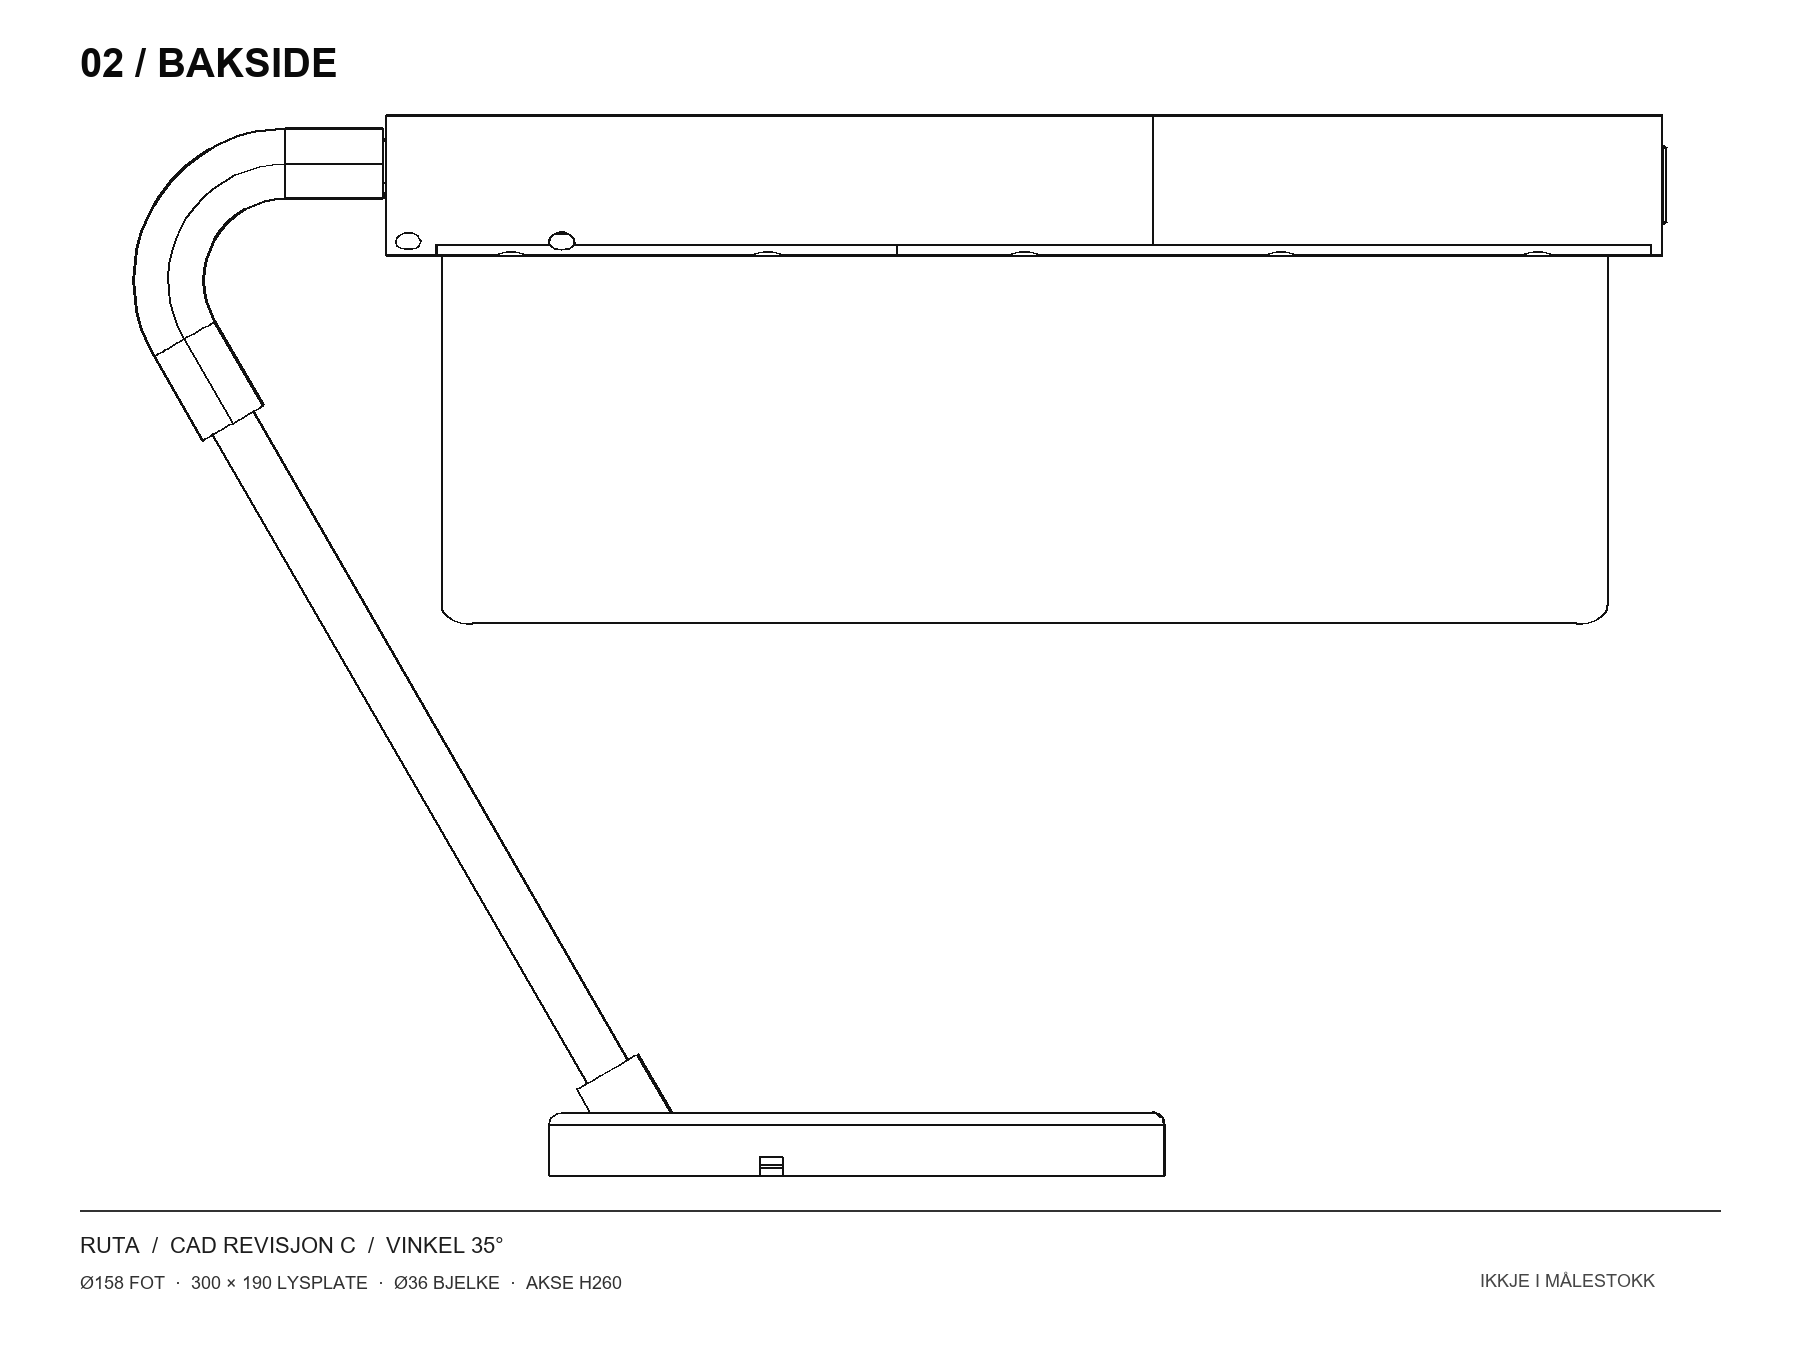 02 / BAKSIDE
RUTA / CAD REVISJON C / VINKEL 35°
Ø158 FOT · 300 × 190 LYSPLATE · Ø36 BJELKE · AKSE H260
IKKJE I MÅLESTOKK